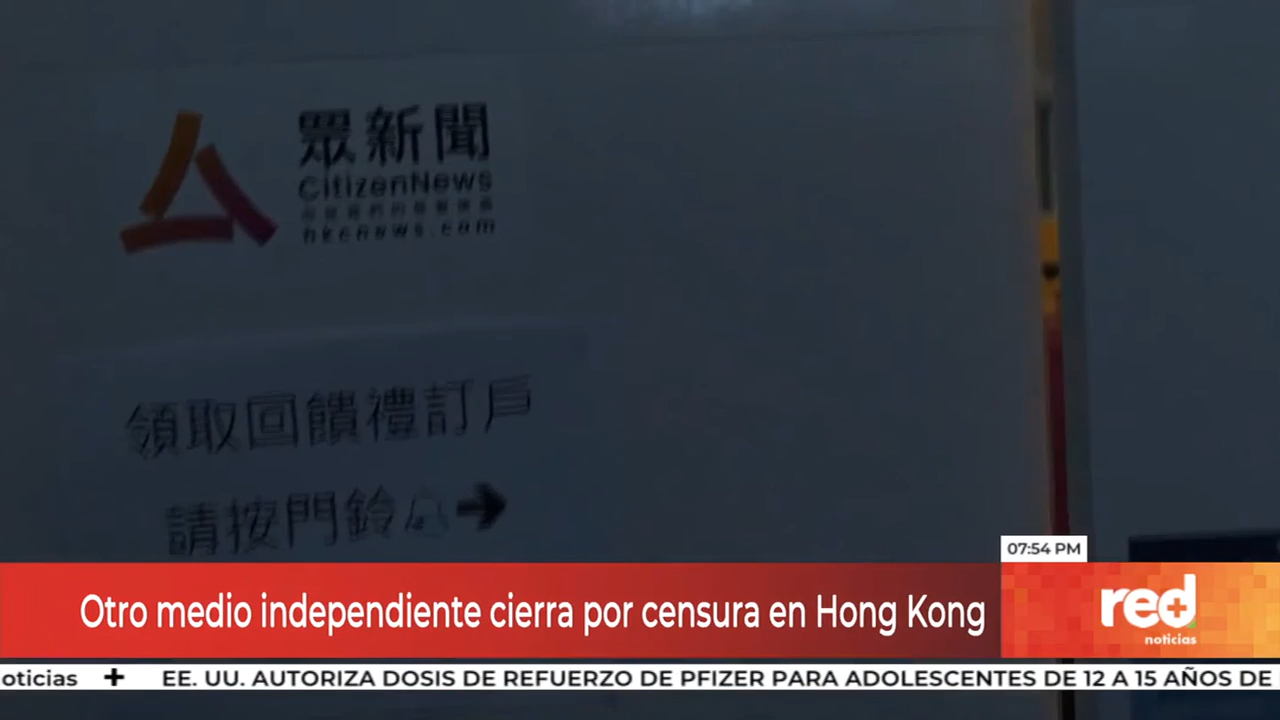 眾新聞
CitizenNews
hkcnews.com
領取回饋禮訂戶
請按門鈴
07:54 PM
Otro medio independiente cierra por censura en Hong Kong
red+
noticias
oticias + EE. UU. AUTORIZA DOSIS DE REFUERZO DE PFIZER PARA ADOLESCENTES DE 12 A 15 AÑOS DE